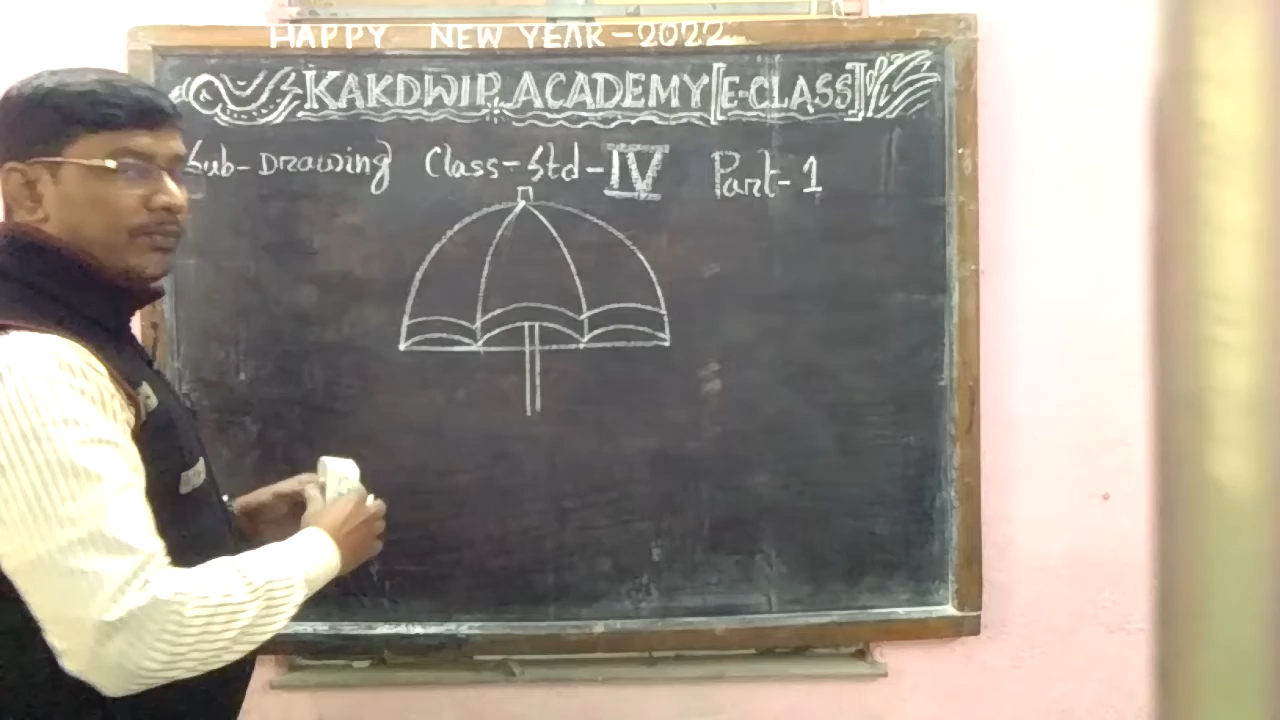 HAPPY NEW YEAR-2022
KAKDWIP ACADEMY [E-CLASS]
Sub-Drawing Class-Std-IV Part-1